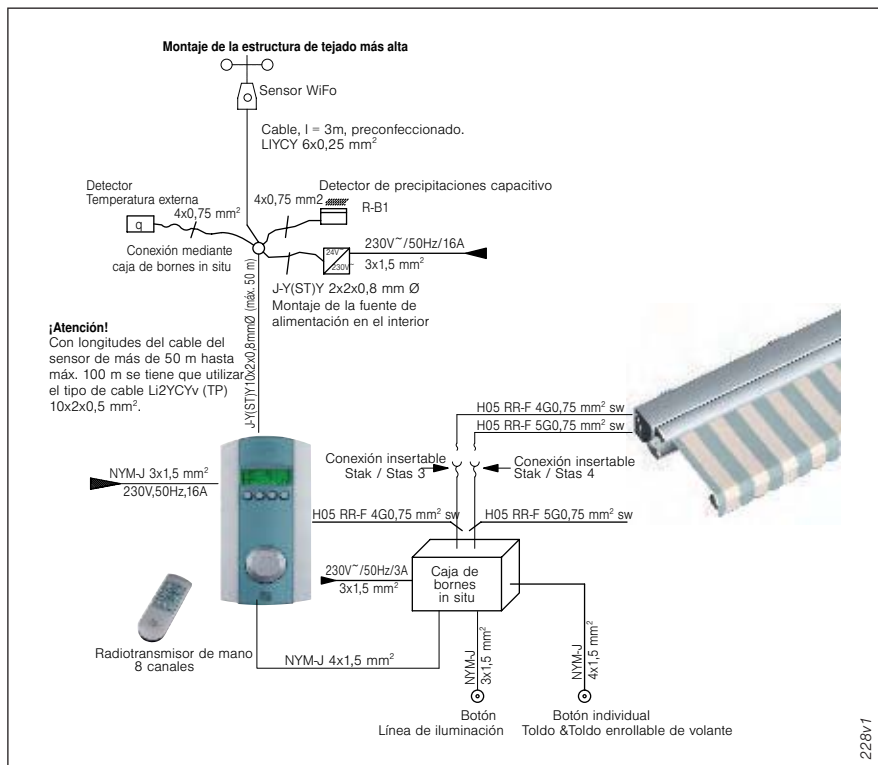 Montaje de la estructura de tejado más alta
Sensor WiFo
Cable, l = 3m, preconfeccionado.
LIYCY 6x0,25 mm²
Detector
Temperatura externa
4x0,75 mm²
q
4x0,75 mm2
Detector de precipitaciones capacitivo
R-B1
Conexión mediante
caja de bornes in situ
24V
230V~
230V~/50Hz/16A
3x1,5 mm²
J-Y(ST)Y 2x2x0,8 mm Ø
Montaje de la fuente de
alimentación en el interior
J-Y(ST)Y10x2x0,8mmØ (máx. 50 m)
¡Atención!
Con longitudes del cable del
sensor de más de 50 m hasta
máx. 100 m se tiene que utilizar
el tipo de cable Li2YCYv (TP)
10x2x0,5 mm².
H05 RR-F 4G0,75 mm² sw
H05 RR-F 5G0,75 mm² sw
Conexión insertable
Stak / Stas 3
Conexión insertable
Stak / Stas 4
NYM-J 3x1,5 mm²
230V,50Hz,16A
H05 RR-F 4G0,75 mm² sw
H05 RR-F 5G0,75 mm² sw
230V~/50Hz/3A
3x1,5 mm²
Caja de
bornes
in situ
Radiotransmisor de mano
8 canales
NYM-J 4x1,5 mm²
NYM-J
3x1,5 mm²
NYM-J
4x1,5 mm²
Botón
Línea de iluminación
Botón individual
Toldo &Toldo enrollable de volante
228v1